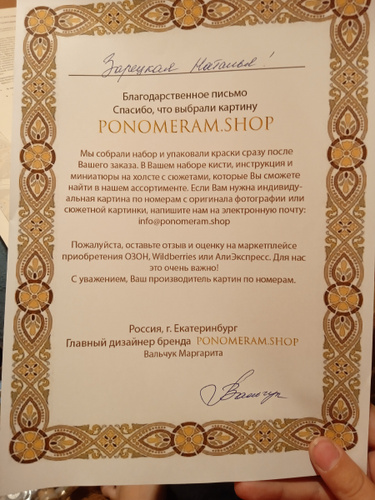 Зарецкая Наталья!
Благодарственное письмо
Спасибо, что выбрали картину
PONOMERAM.SHOP
Мы собрали набор и упаковали краски сразу после
Вашего заказа. В Вашем наборе кисти, инструкция и
миниатюры на холсте с сюжетами, которые Вы сможете
найти в нашем ассортименте. Если Вам нужна индивиду-
альная картина по номерам с оригинала фотографии или
сюжетной картинки, напишите нам на электронную почту:
info@ponomeram.shop
Пожалуйста, оставьте отзыв и оценку на маркетплейсе
приобретения ОЗОН, Wildberries или АлиЭкспресс. Для нас
это очень важно!
С уважением, Ваш производитель картин по номерам.
Россия, г. Екатеринбург
Главный дизайнер бренда PONOMERAM.SHOP
Вальчук Маргарита